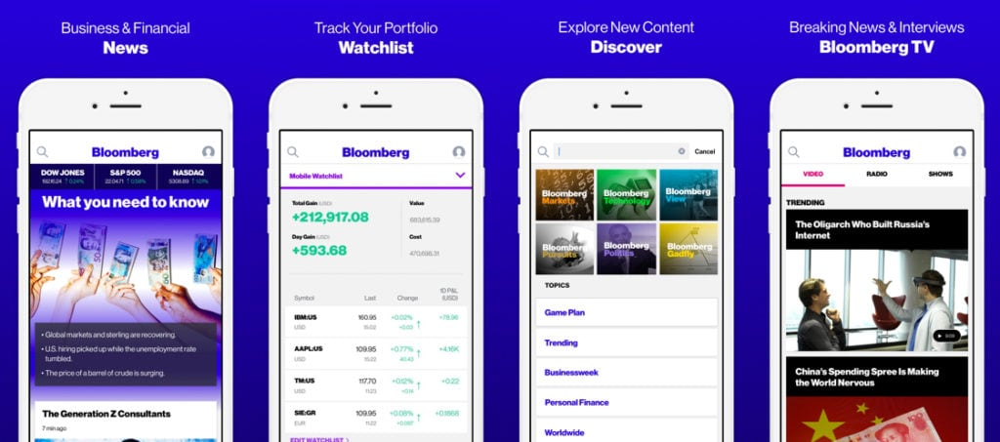 Business & Financial
News
Bloomberg
DOW JONES
S&P 500
NASDAQ
19216.24 ↑ 0.24%
2204.71 ↑ 0.58%
5308.89 ↑ 1.01%
What you need to know
• Global markets and sterling are recovering.
• U.S. hiring picked up while the unemployment rate
tumbled.
• The price of a barrel of crude is surging.
The Generation Z Consultants
7 min ago
Track Your Portfolio
Watchlist
Bloomberg
Mobile Watchlist
Total Gain (USD)
Value
+212,917.08
683,615.39
Day Gain (USD)
Cost
+593.68
470,698.31
1D P&L
Symbol Last Change (USD)
IBM:US 160.95 +0.02% ↑ +78.96
USD 15:02 +0.03
AAPL:US 109.95 +0.77% ↑ +4.16K
USD 15:22 40.43
TM:US 117.70 +0.12% ↑ +0.22
USD 11:23 +0.14
SIE:GR 109.95 +0.08% ↑ +0.1868
EUR 11:22 +0.087
EDIT WATCHLIST >
Explore New Content
Discover
Cancel
Bloomberg
Markets
Bloomberg
Technology
Bloomberg
View
Bloomberg
Pursuits
Bloomberg
Politics
Bloomberg
Gadfly
TOPICS
Game Plan
Trending
Businessweek
Personal Finance
Worldwide
Breaking News & Interviews
Bloomberg TV
Bloomberg
VIDEO
RADIO
SHOWS
TRENDING
The Oligarch Who Built Russia's
Internet
9:09
China's Spending Spree Is Making
the World Nervous